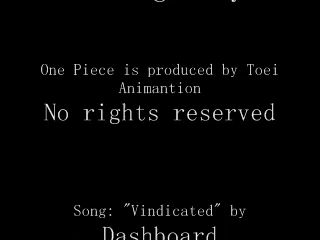 One Piece is produced by Toei
Animantion
No rights reserved
Song: "Vindicated" by
Dashboard